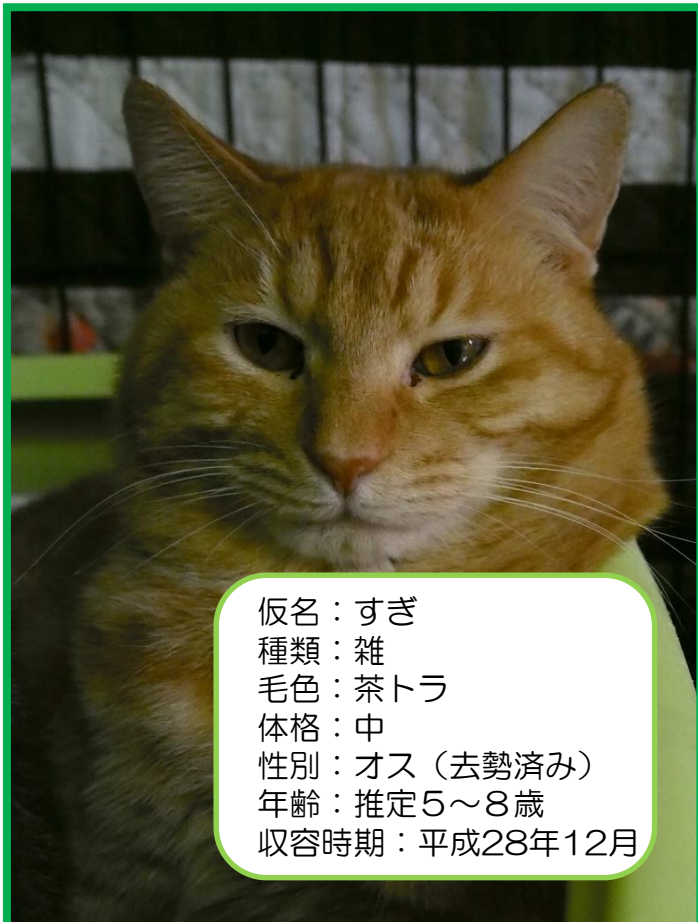 仮名：すぎ
種類：雑
毛色：茶トラ
体格：中
性別：オス（去勢済み）
年齢：推定５～８歳
収容時期：平成28年12月